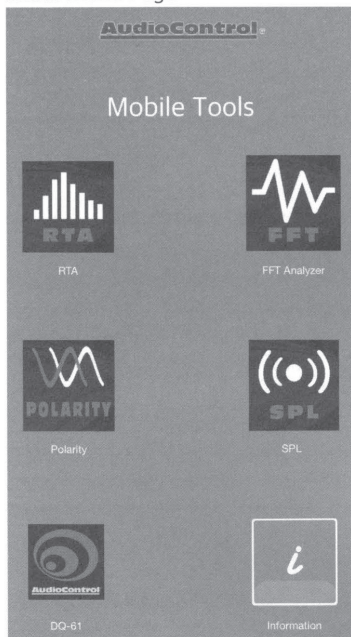 AudioControl®
Mobile Tools
RTA FFT
RTA FFT Analyzer
POLARITY SPL
Polarity SPL
AudioControl i
DQ-61 Information